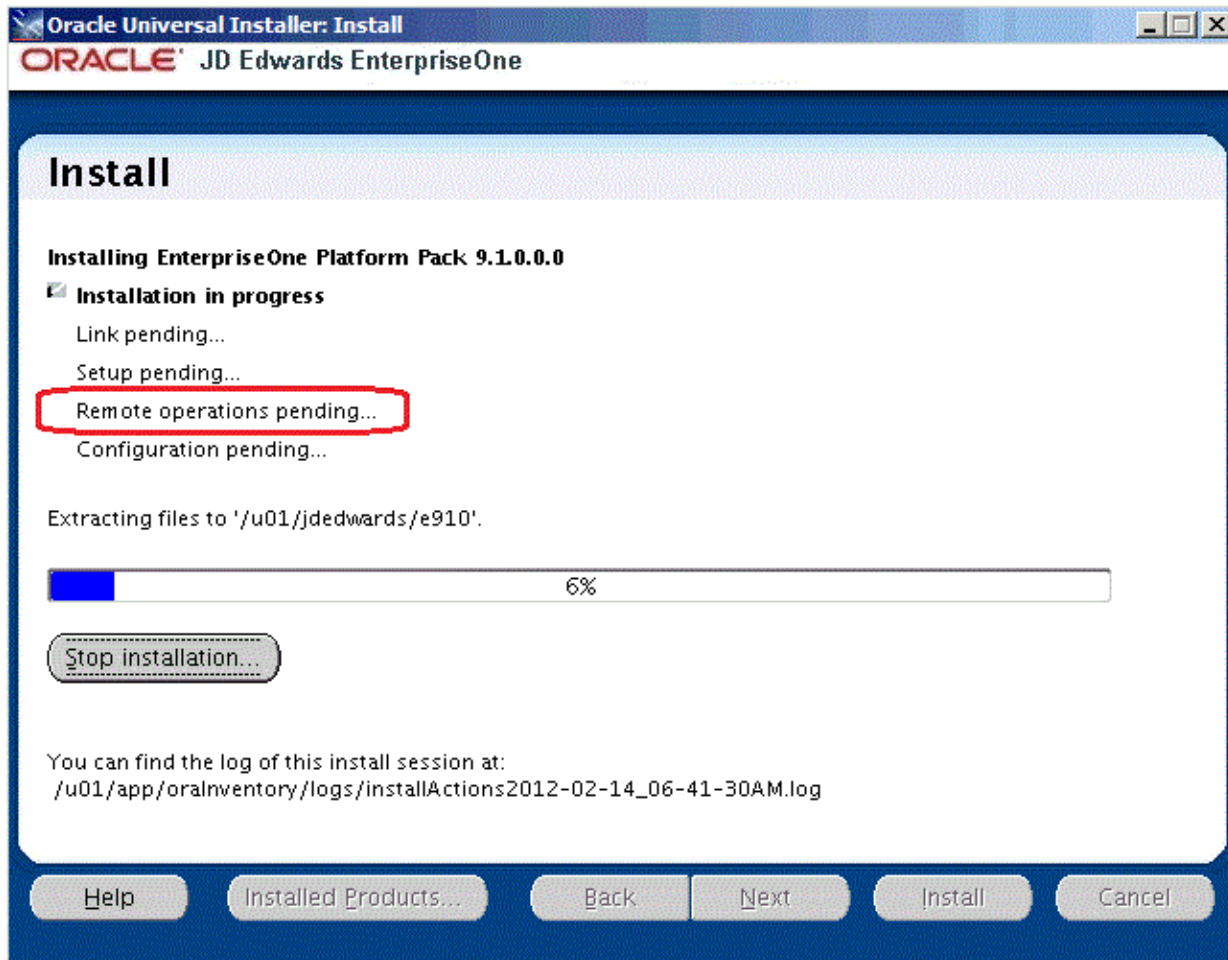 Oracle Universal Installer: Install
ORACLE JD Edwards EnterpriseOne
Install
Installing EnterpriseOne Platform Pack 9.1.0.0.0
Installation in progress
Link pending...
Setup pending...
Remote operations pending...
Configuration pending...
Extracting files to '/u01/jdedwards/e910'.
6%
Stop installation...
You can find the log of this install session at:
/u01/app/oraInventory/logs/installActions2012-02-14_06-41-30AM.log
Help Installed Products... Back Next Install Cancel